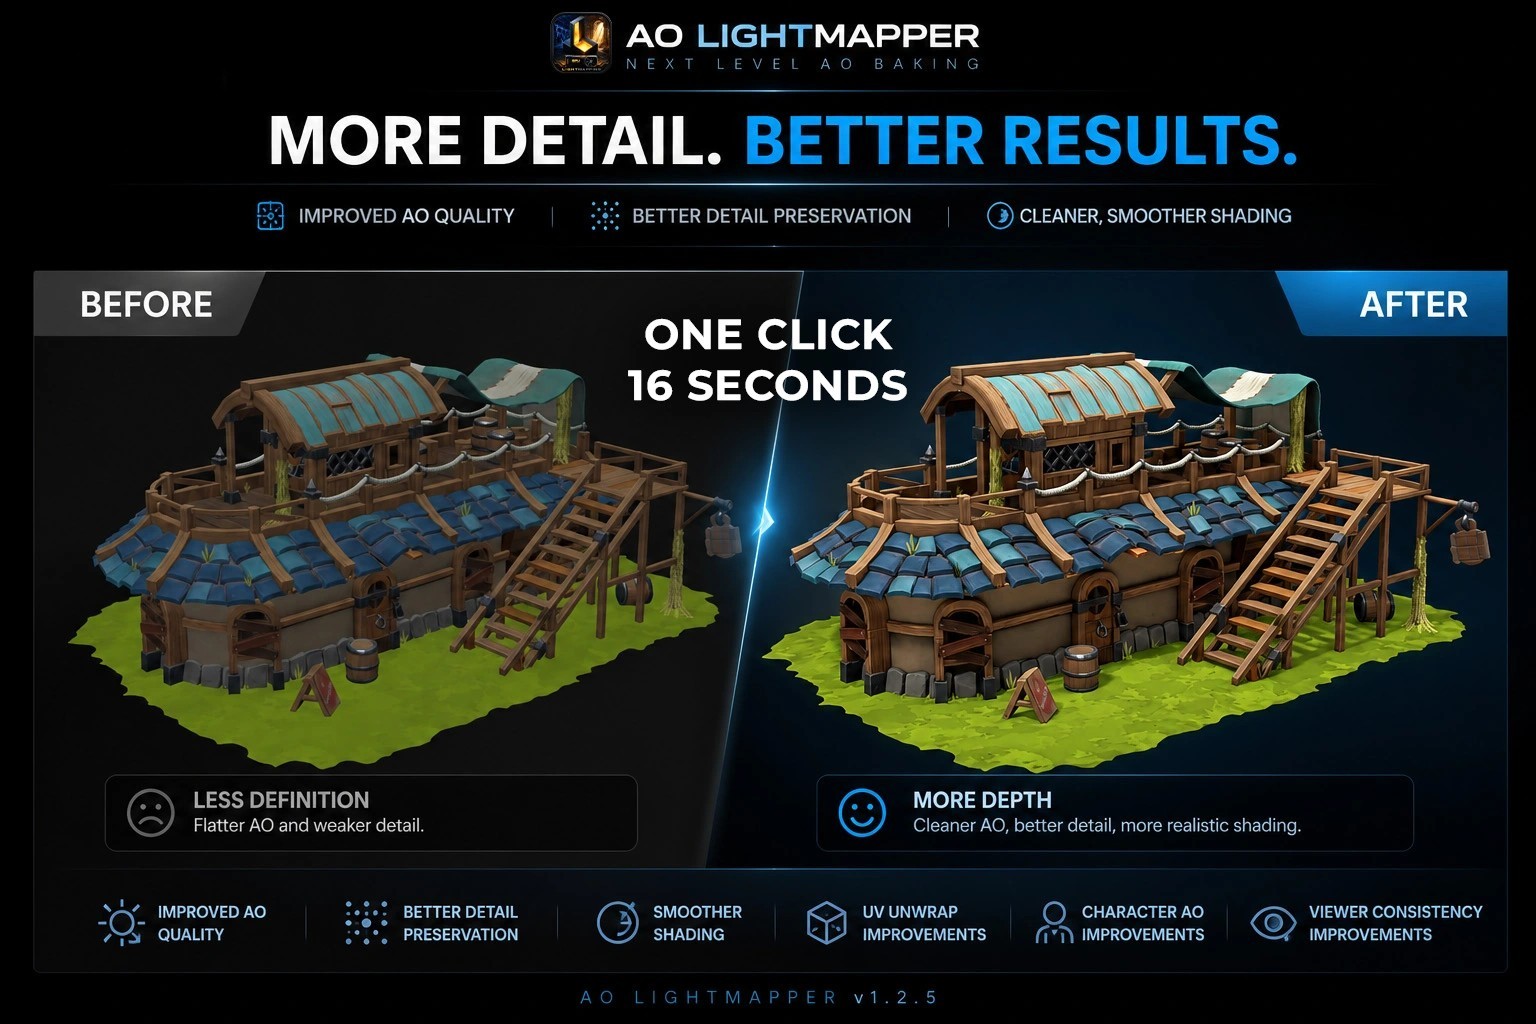 AO LIGHTMAPPER
NEXT LEVEL AO BAKING
MORE DETAIL. BETTER RESULTS.
IMPROVED AO QUALITY
BETTER DETAIL PRESERVATION
CLEANER, SMOOTHER SHADING
BEFORE
AFTER
ONE CLICK
16 SECONDS
LESS DEFINITION
Flatter AO and weaker detail.
MORE DEPTH
Cleaner AO, better detail, more realistic shading.
IMPROVED AO
QUALITY
BETTER DETAIL
PRESERVATION
SMOOTHER
SHADING
UV UNWRAP
IMPROVEMENTS
CHARACTER AO
IMPROVEMENTS
VIEWER CONSISTENCY
IMPROVEMENTS
AO LIGHTMAPPER v1.2.5